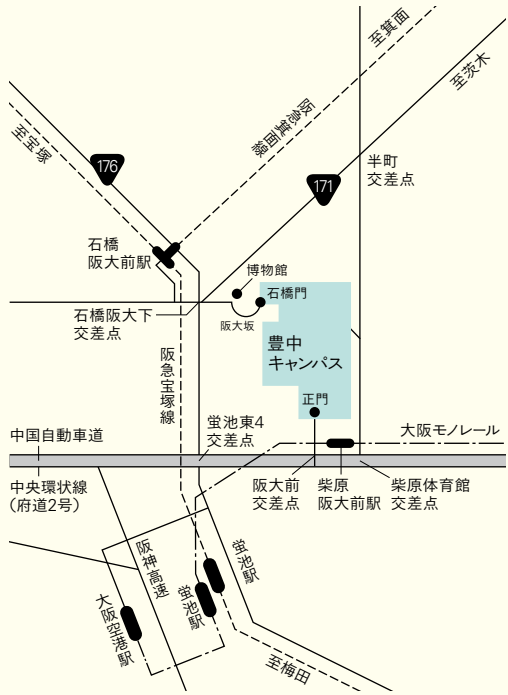 至箕面
至茨木
阪急箕面線
至宝塚
176
171
半町
交差点
石橋
阪大前駅
博物館
石橋門
石橋阪大下
交差点
阪大坂
豊中
キャンパス
阪急宝塚線
正門
蛍池東4
交差点
大阪モノレール
中国自動車道
中央環状線
(府道2号)
阪大前
交差点
柴原
阪大前駅
柴原体育館
交差点
阪神高速
蛍池駅
蛍池駅
大阪空港駅
至梅田